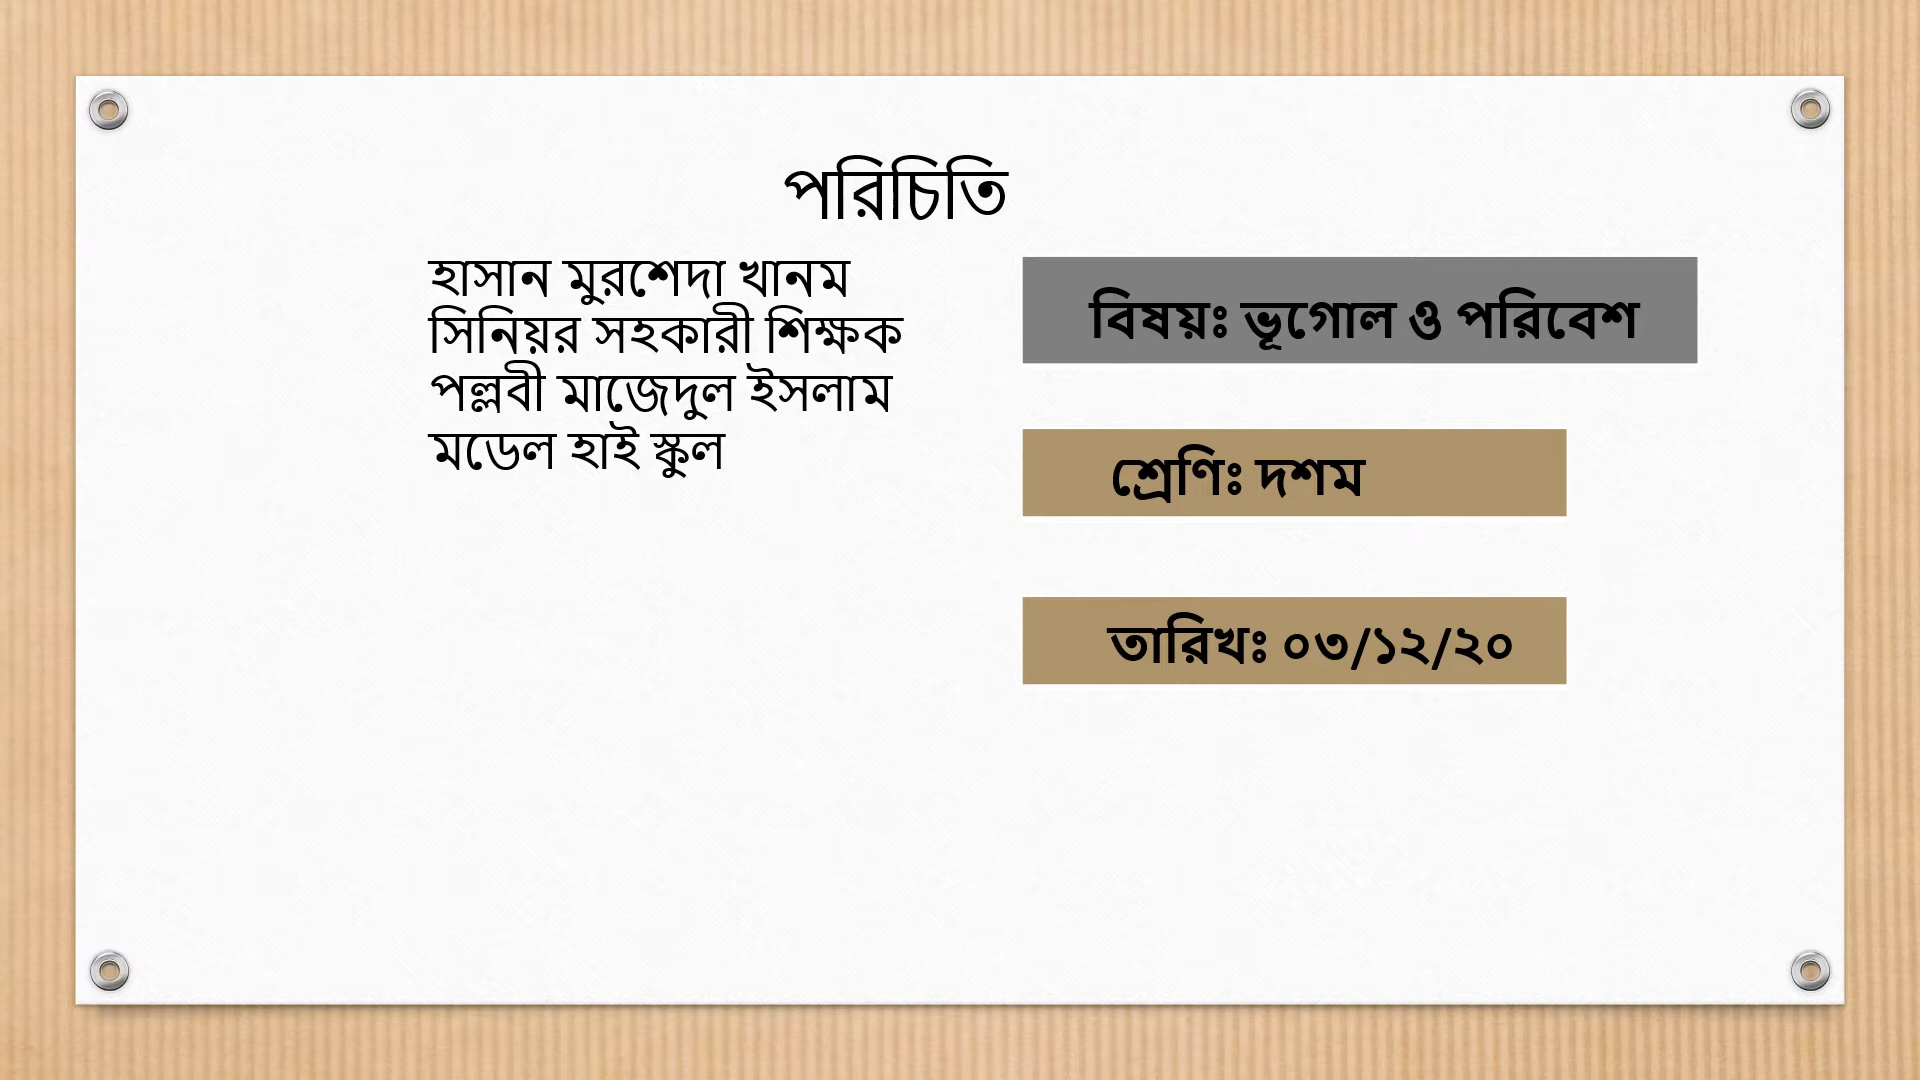 পরিচিতি
হাসান মুরশেদা খানম
সিনিয়র সহকারী শিক্ষক
পল্লবী মাজেদুল ইসলাম
মডেল হাই স্কুল
বিষয়ঃ ভূগোল ও পরিবেশ
শ্রেণিঃ দশম
তারিখঃ ০৩/১২/২০